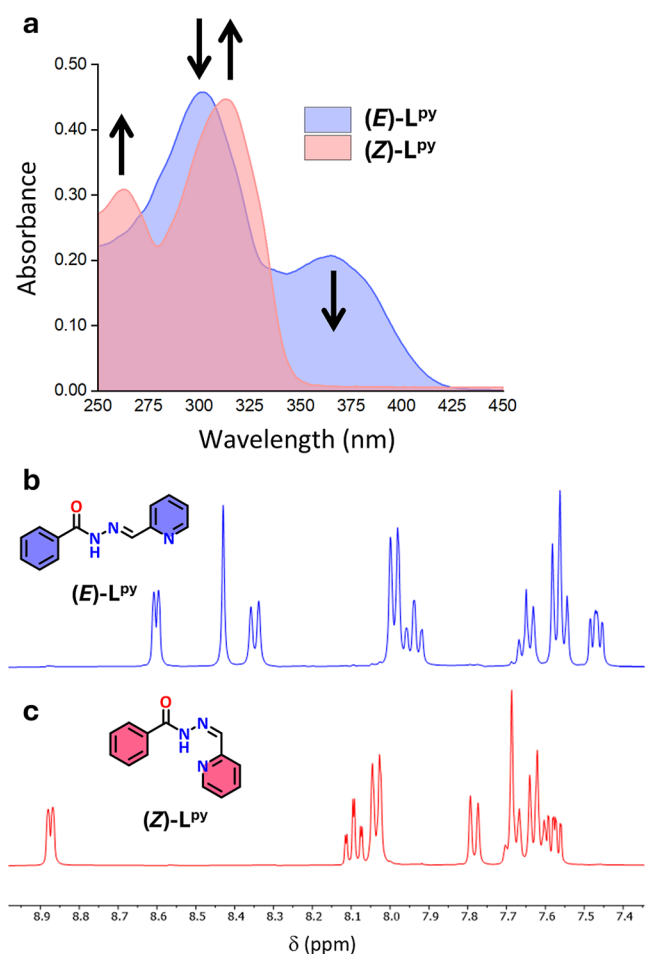 a
0.50
0.40
0.30
0.20
0.10
0.00
Absorbance
(E)-Lᵖʸ
(Z)-Lᵖʸ
250 275 300 325 350 375 400 425 450
Wavelength (nm)
b
O
N
N
H
N
(E)-Lᵖʸ
c
O
N
N
H
N
(Z)-Lᵖʸ
8.9 8.8 8.7 8.6 8.5 8.4 8.3 8.2 8.1 8.0 7.9 7.8 7.7 7.6 7.5 7.4
δ (ppm)